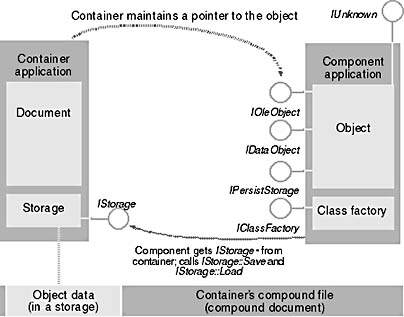 Container maintains a pointer to the object
IUnknown
Container
application
Document
Storage
IStorage
Component
application
IOleObject
Object
IDataObject
IPersistStorage
Class factory
IClassFactory
Component gets IStorage * from
container; calls IStorage::Save and
IStorage::Load
Object data
(in a storage)
Container's compound file
(compound document)